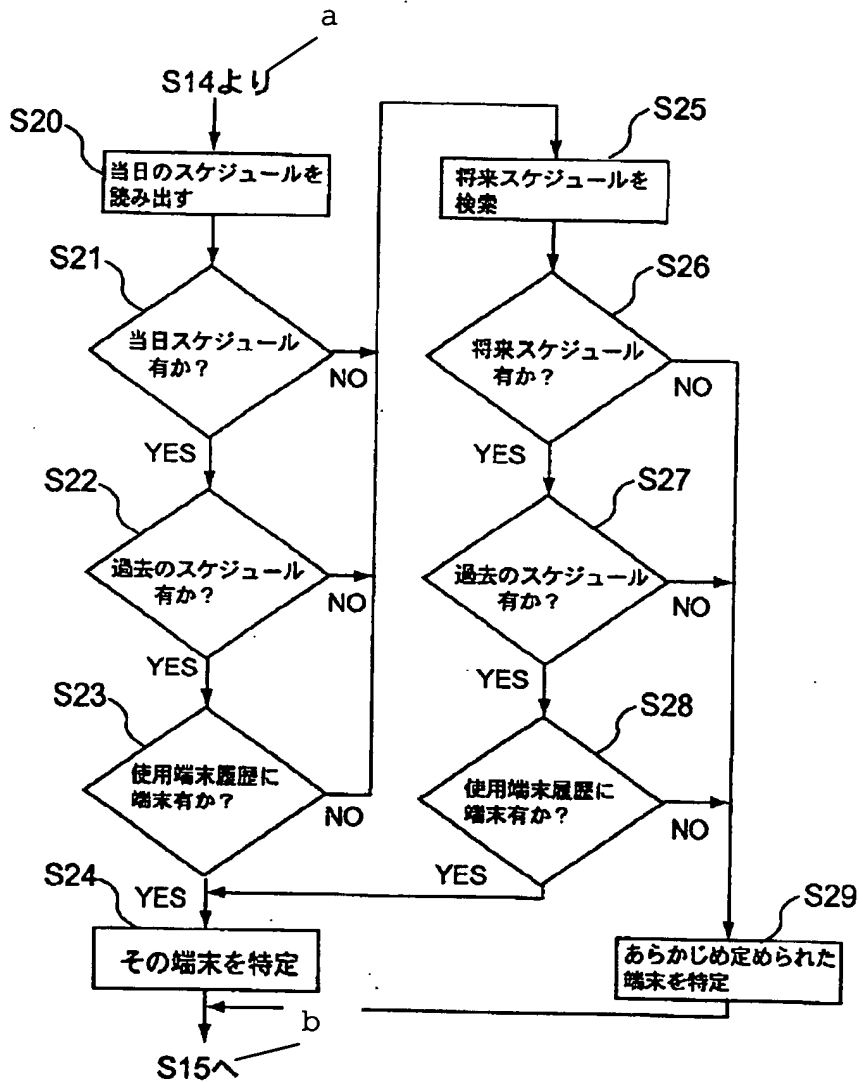 a
S14より
S20
当日のスケジュールを
読み出す
S21
当日スケジュール
有か？
NO
YES
S22
過去のスケジュール
有か？
NO
YES
S23
使用端末履歴に
端末有か？
NO
YES
S24
その端末を特定
b
S15へ
S25
将来スケジュールを
検索
S26
将来スケジュール
有か？
NO
YES
S27
過去のスケジュール
有か？
NO
YES
S28
使用端末履歴に
端末有か？
NO
YES
S29
あらかじめ定められた
端末を特定